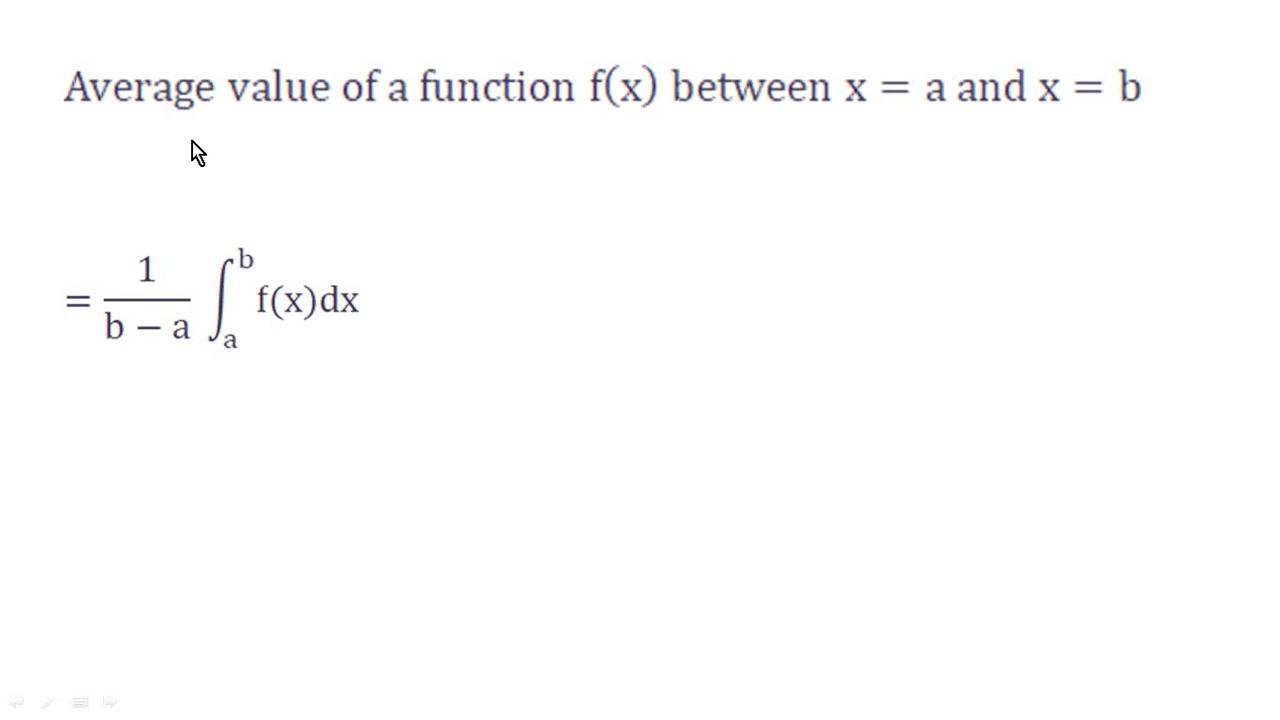 Average value of a function f(x) between x = a and x = b
= 1/(b − a) ∫_a^b f(x)dx